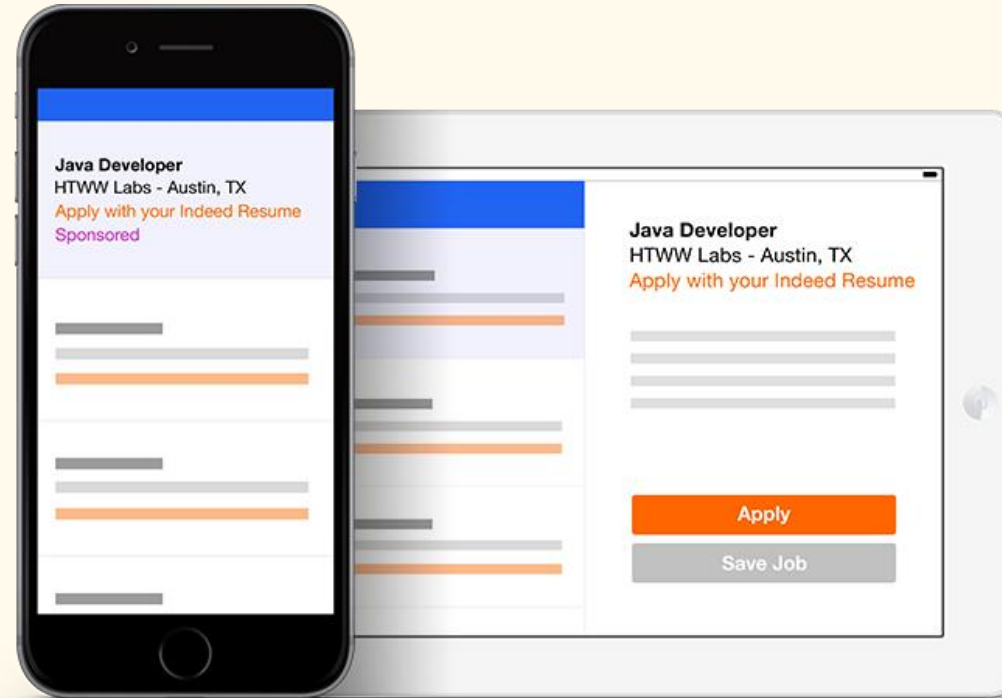 Java Developer
HTWW Labs - Austin, TX
Apply with your Indeed Resume
Sponsored
Java Developer
HTWW Labs - Austin, TX
Apply with your Indeed Resume
Apply
Save Job